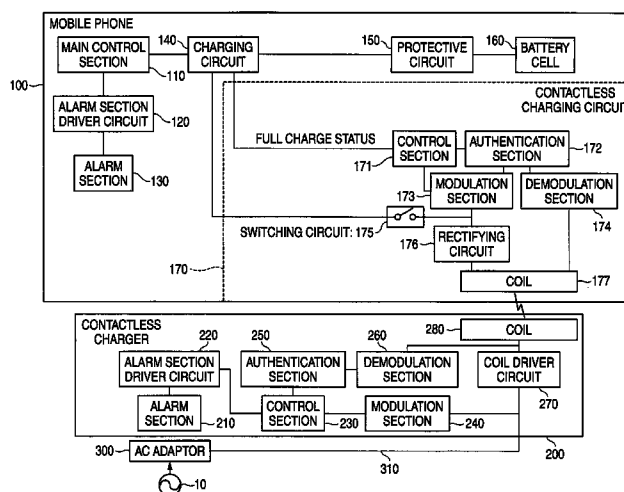 MOBILE PHONE
140
150
160
MAIN CONTROL
SECTION
CHARGING
CIRCUIT
PROTECTIVE
CIRCUIT
BATTERY
CELL
110
100
ALARM SECTION
DRIVER CIRCUIT
120
CONTACTLESS
CHARGING CIRCUIT
FULL CHARGE STATUS
CONTROL
SECTION
171
AUTHENTICATION
SECTION
172
ALARM
SECTION
130
173
MODULATION
SECTION
DEMODULATION
SECTION
174
SWITCHING CIRCUIT: 175
176
RECTIFYING
CIRCUIT
170
COIL
177
CONTACTLESS
CHARGER
220
250
260
280
COIL
ALARM SECTION
DRIVER CIRCUIT
AUTHENTICATION
SECTION
DEMODULATION
SECTION
COIL DRIVER
CIRCUIT
270
ALARM
SECTION
210
CONTROL
SECTION
230
MODULATION
SECTION
240
200
300
AC ADAPTOR
310
10